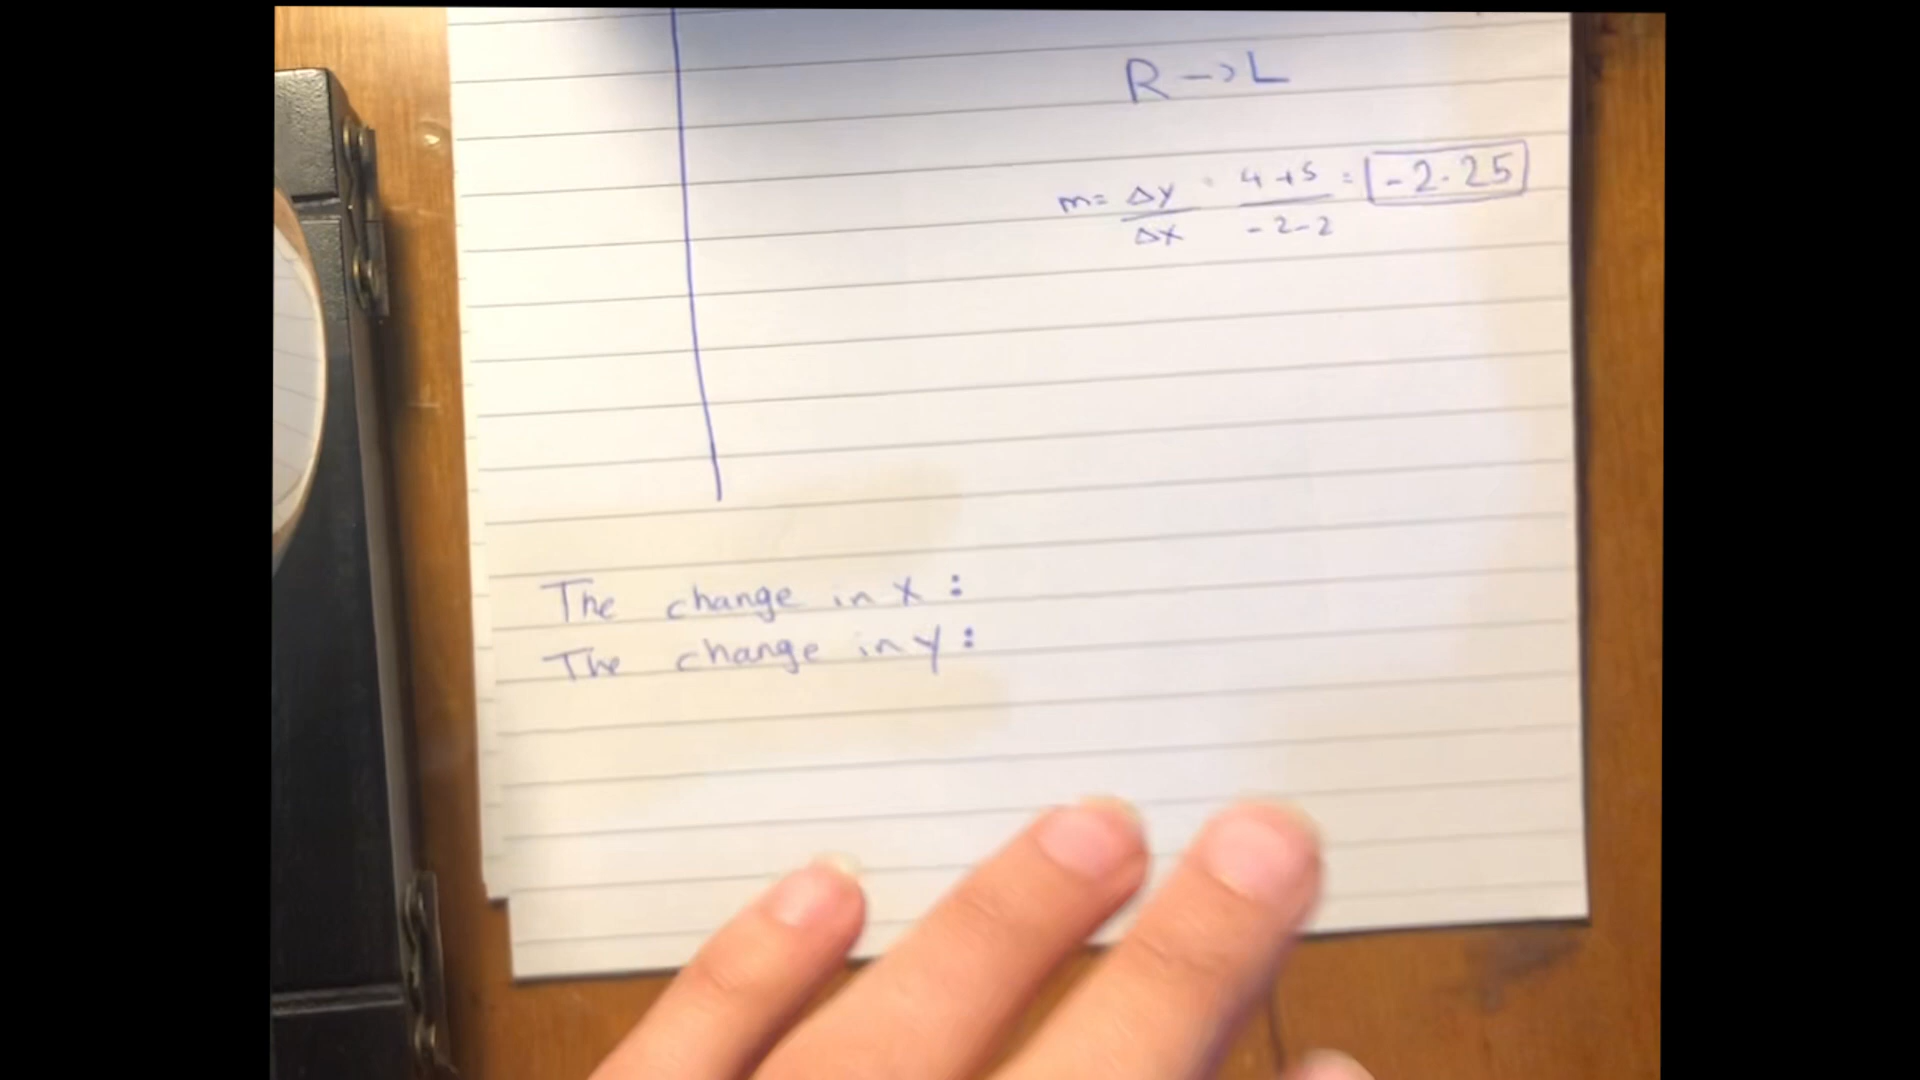 R -> L
m = Δy/Δx = 4+5/-2-2 = -2.25
The change in x :
The change in y :